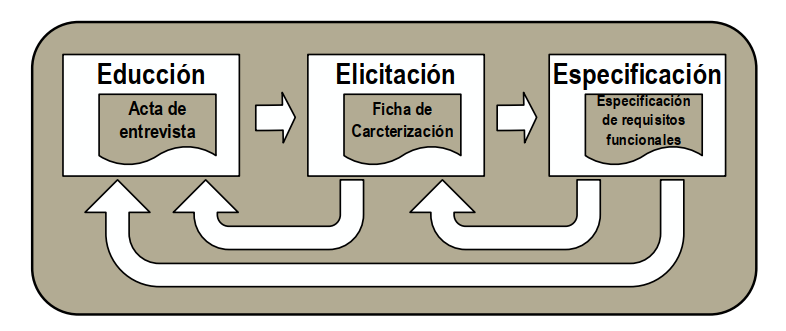 Educción
Acta de
entrevista
Elicitación
Ficha de
Carcterización
Especificación
Especificación
de requisitos
funcionales